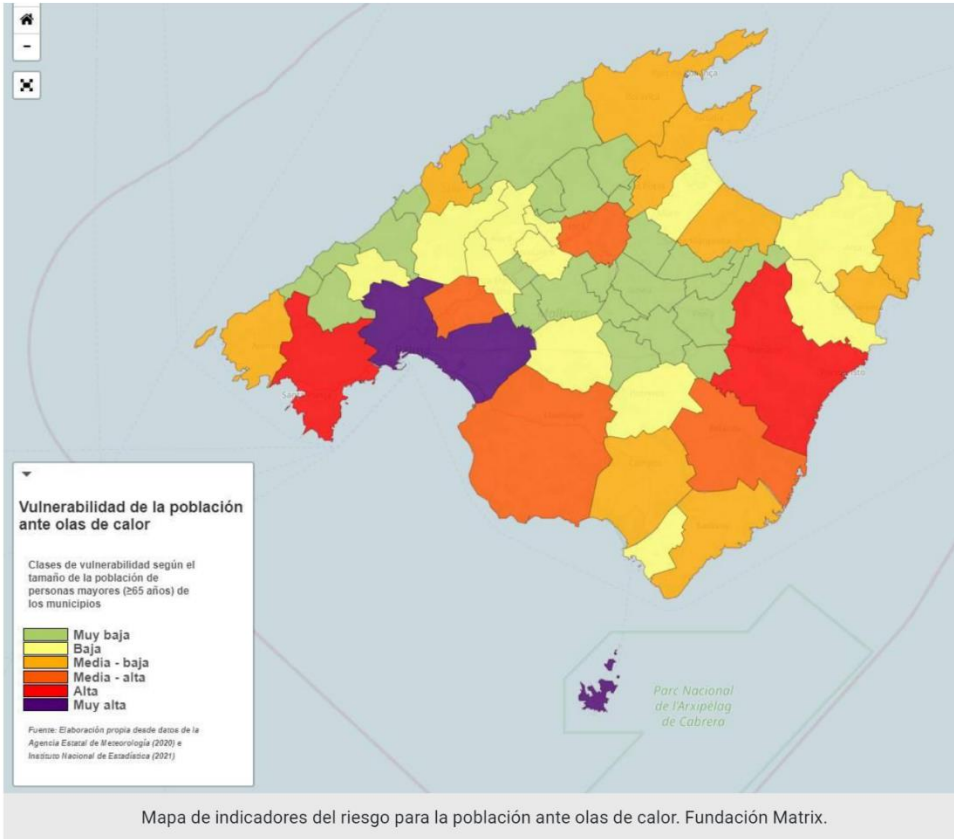 Parc Nacional
de l'Arxipèlag
de Cabrera
Vulnerabilidad de la población
ante olas de calor
Clases de vulnerabilidad según el
tamaño de la población de
personas mayores (≥65 años) de
los municipios
Muy baja
Baja
Media - baja
Media - alta
Alta
Muy alta
Fuente: Elaboración propia desde datos de la
Agencia Estatal de Meteorología (2020) e
Instituto Nacional de Estadística (2021)
Mapa de indicadores del riesgo para la población ante olas de calor. Fundación Matrix.